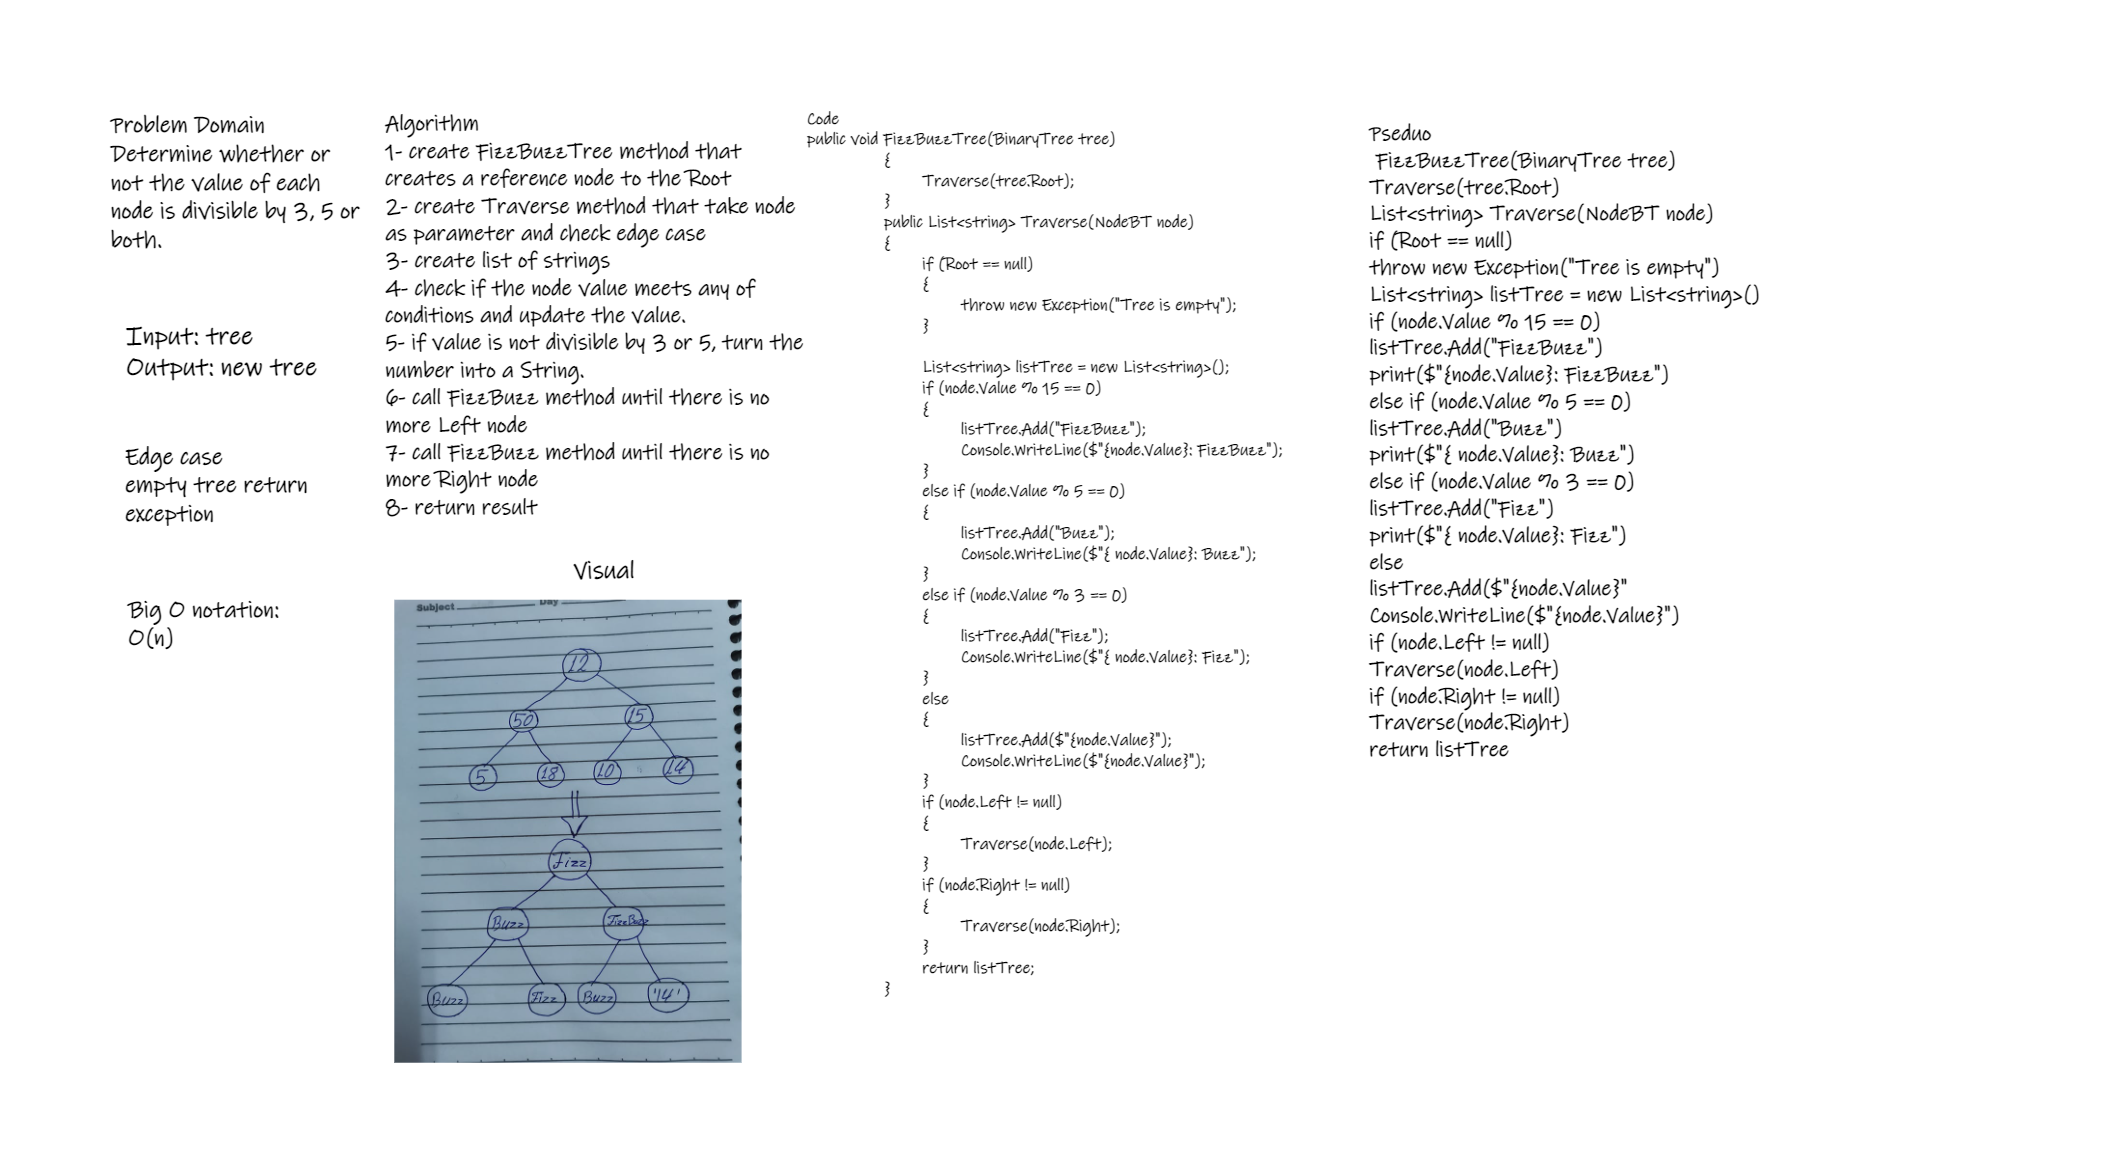 Problem Domain
Determine whether or
not the value of each
node is divisible by 3, 5 or
both.
Input: tree
Output: new tree
Edge case
empty tree return
exception
Big O notation:
O(n)
Algorithm
1- create FizzBuzzTree method that
creates a reference node to the Root
2- create Traverse method that take node
as parameter and check edge case
3- create list of strings
4- check if the node value meets any of
conditions and update the value.
5- if value is not divisible by 3 or 5, turn the
number into a String.
6- call FizzBuzz method until there is no
more Left node
7- call FizzBuzz method until there is no
more Right node
8- return result
Visual
Subject Day
12
50 15
5 18 10 14
Fizz
Buzz FizzBuzz
Buzz Fizz Buzz '14'
Code
public void FizzBuzzTree(BinaryTree tree)
{
Traverse(tree.Root);
}
public List<string> Traverse(NodeBT node)
{
if (Root == null)
{
throw new Exception("Tree is empty");
}
List<string> listTree = new List<string>();
if (node.Value % 15 == 0)
{
listTree.Add("FizzBuzz");
Console.WriteLine($"{node.Value}: FizzBuzz");
}
else if (node.Value % 5 == 0)
{
listTree.Add("Buzz");
Console.WriteLine($"{ node.Value}: Buzz");
}
else if (node.Value % 3 == 0)
{
listTree.Add("Fizz");
Console.WriteLine($"{ node.Value}: Fizz");
}
else
{
listTree.Add($"{node.Value}");
Console.WriteLine($"{node.Value}");
}
if (node.Left != null)
{
Traverse(node.Left);
}
if (node.Right != null)
{
Traverse(node.Right);
}
return listTree;
}
Pseduo
FizzBuzzTree(BinaryTree tree)
Traverse(tree.Root)
List<string> Traverse(NodeBT node)
if (Root == null)
throw new Exception("Tree is empty")
List<string> listTree = new List<string>()
if (node.Value % 15 == 0)
listTree.Add("FizzBuzz")
print($"{node.Value}: FizzBuzz")
else if (node.Value % 5 == 0)
listTree.Add("Buzz")
print($"{ node.Value}: Buzz")
else if (node.Value % 3 == 0)
listTree.Add("Fizz")
print($"{ node.Value}: Fizz")
else
listTree.Add($"{node.Value}"
Console.WriteLine($"{node.Value}")
if (node.Left != null)
Traverse(node.Left)
if (node.Right != null)
Traverse(node.Right)
return listTree